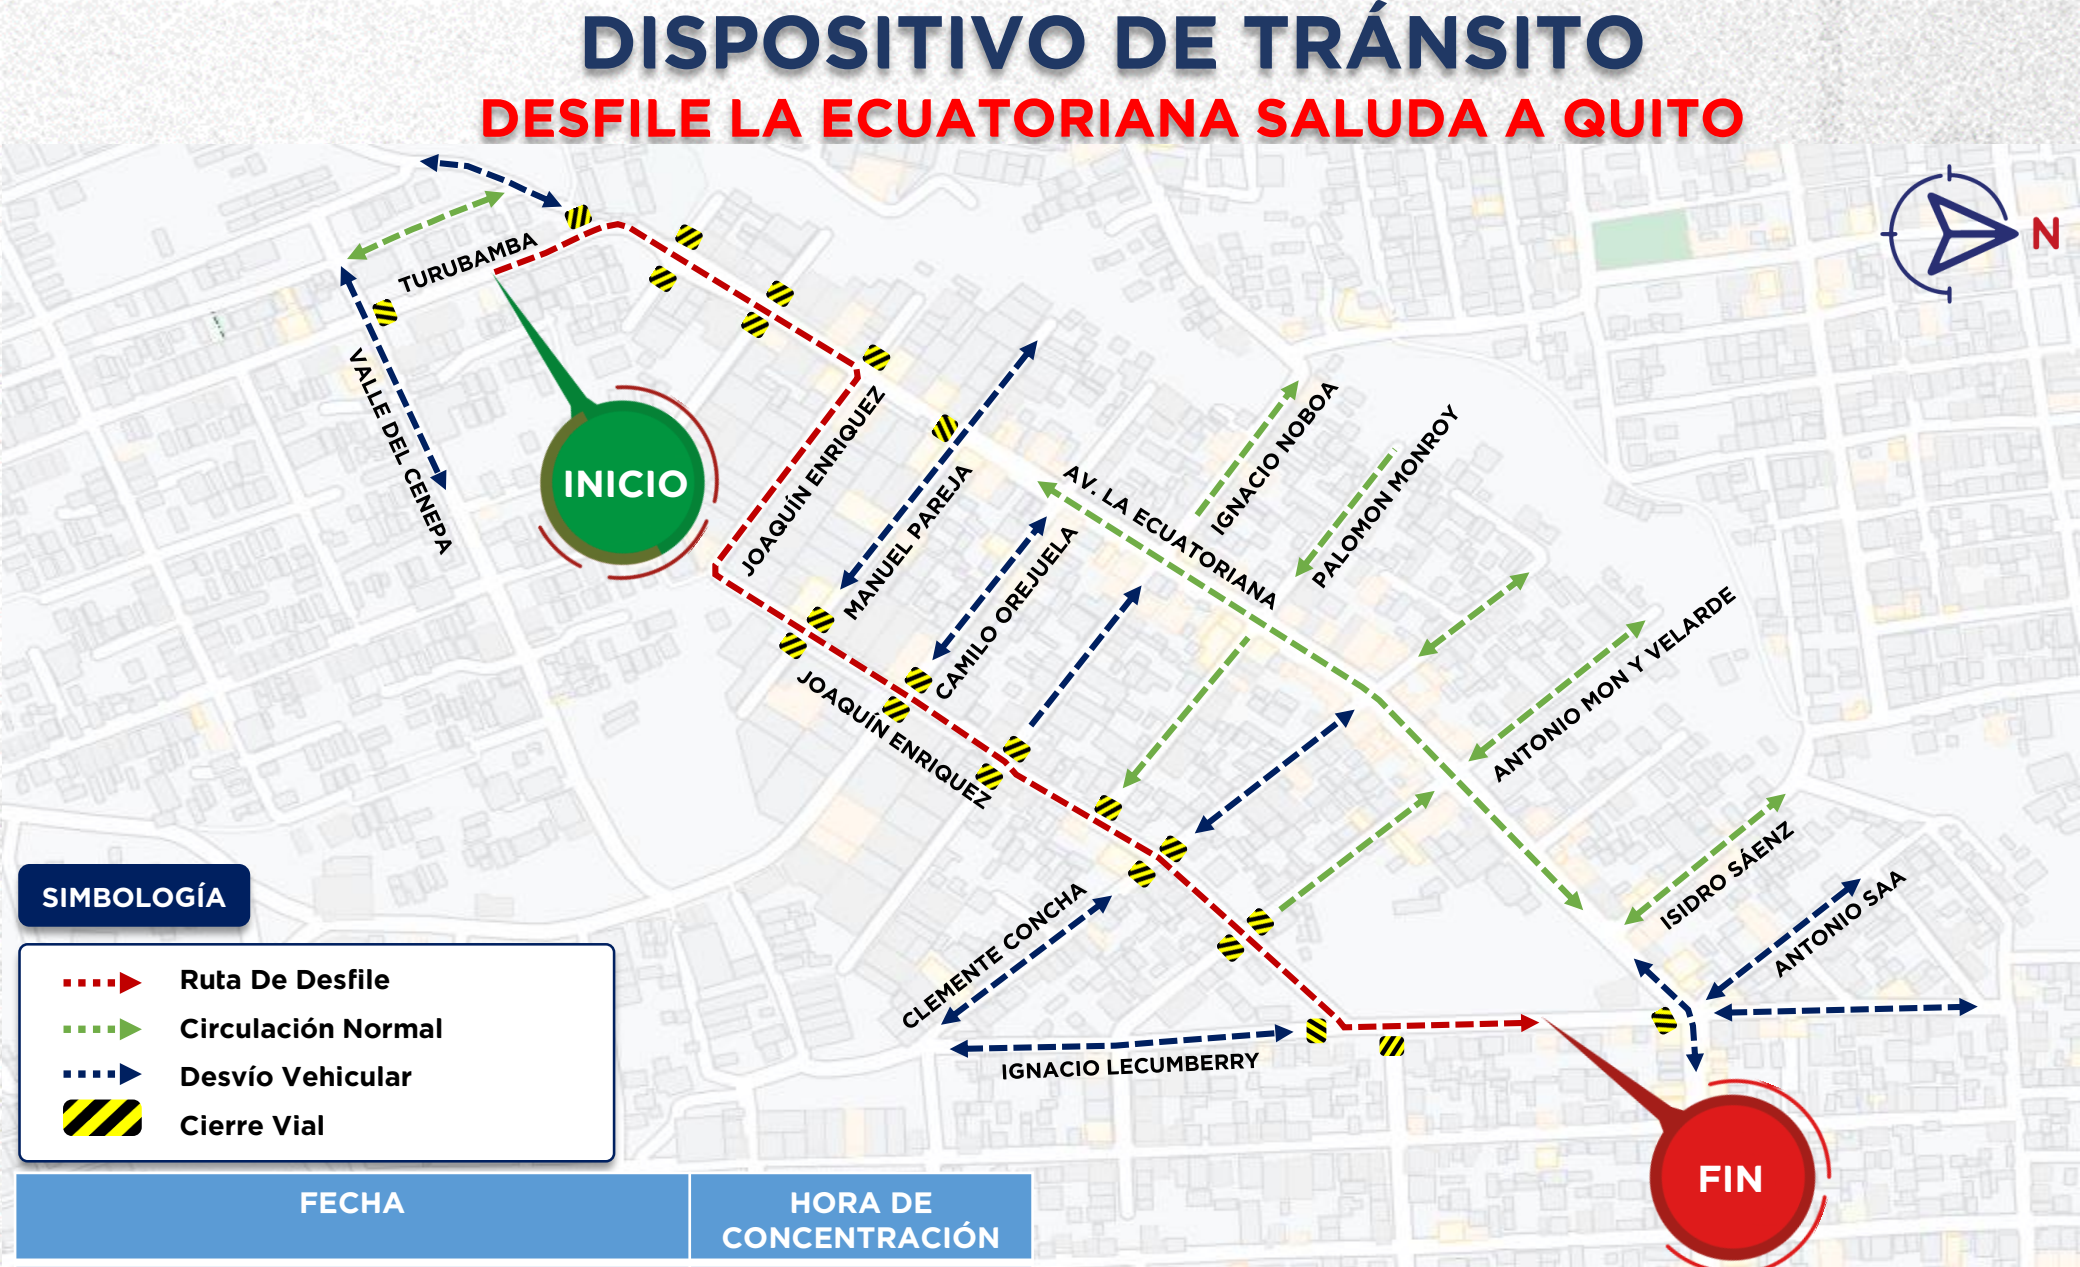 DISPOSITIVO DE TRÁNSITO
DESFILE LA ECUATORIANA SALUDA A QUITO
N
TURUBAMBA
VALLE DEL CENEPA
INICIO
JOAQUÍN ENRIQUEZ
MANUEL PAREJA
CAMILO OREJUELA
AV. LA ECUATORIANA
IGNACIO NOBOA
PALOMON MONROY
ANTONIO MON Y VELARDE
JOAQUÍN ENRIQUEZ
ISIDRO SÁENZ
ANTONIO SAA
CLEMENTE CONCHA
IGNACIO LECUMBERRY
FIN
SIMBOLOGÍA
Ruta De Desfile
Circulación Normal
Desvío Vehicular
Cierre Vial
FECHA
HORA DE
CONCENTRACIÓN